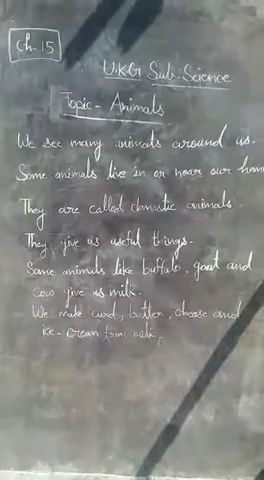 Ch-15
U.K.G Sub-Science
Topic- Animals
We see many animals around us.
Some animals live in or near our hom
They are called domestic animals.
They give us useful things.
Some animals like buffalo, goat and
cow give us milk.
We make curd, butter, cheese and
ice-cream from milk.